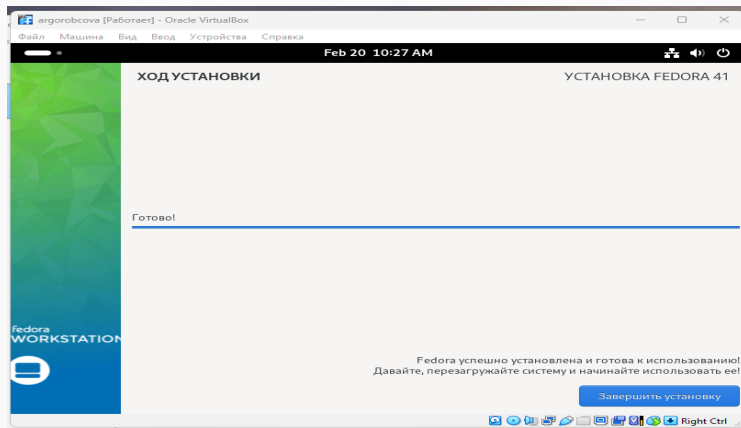 argorobcova [Работает] - Oracle VirtualBox
Файл Машина Вид Ввод Устройства Справка
Feb 20 10:27 AM
ХОД УСТАНОВКИ
УСТАНОВКА FEDORA 41
Готово!
fedora
WORKSTATION
Fedora успешно установлена и готова к использованию!
Давайте, перезагружайте систему и начинайте использовать ее!
Завершить установку
Right Ctrl